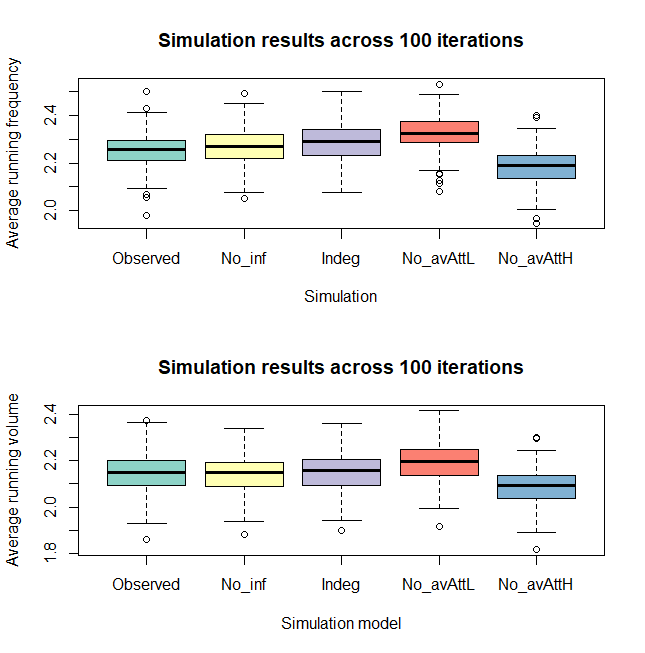 Simulation results across 100 iterations
Average running frequency
2.4
2.2
2.0
Observed No_inf Indeg No_avAttL No_avAttH
Simulation
Simulation results across 100 iterations
Average running volume
2.4
2.2
2.0
1.8
Observed No_inf Indeg No_avAttL No_avAttH
Simulation model